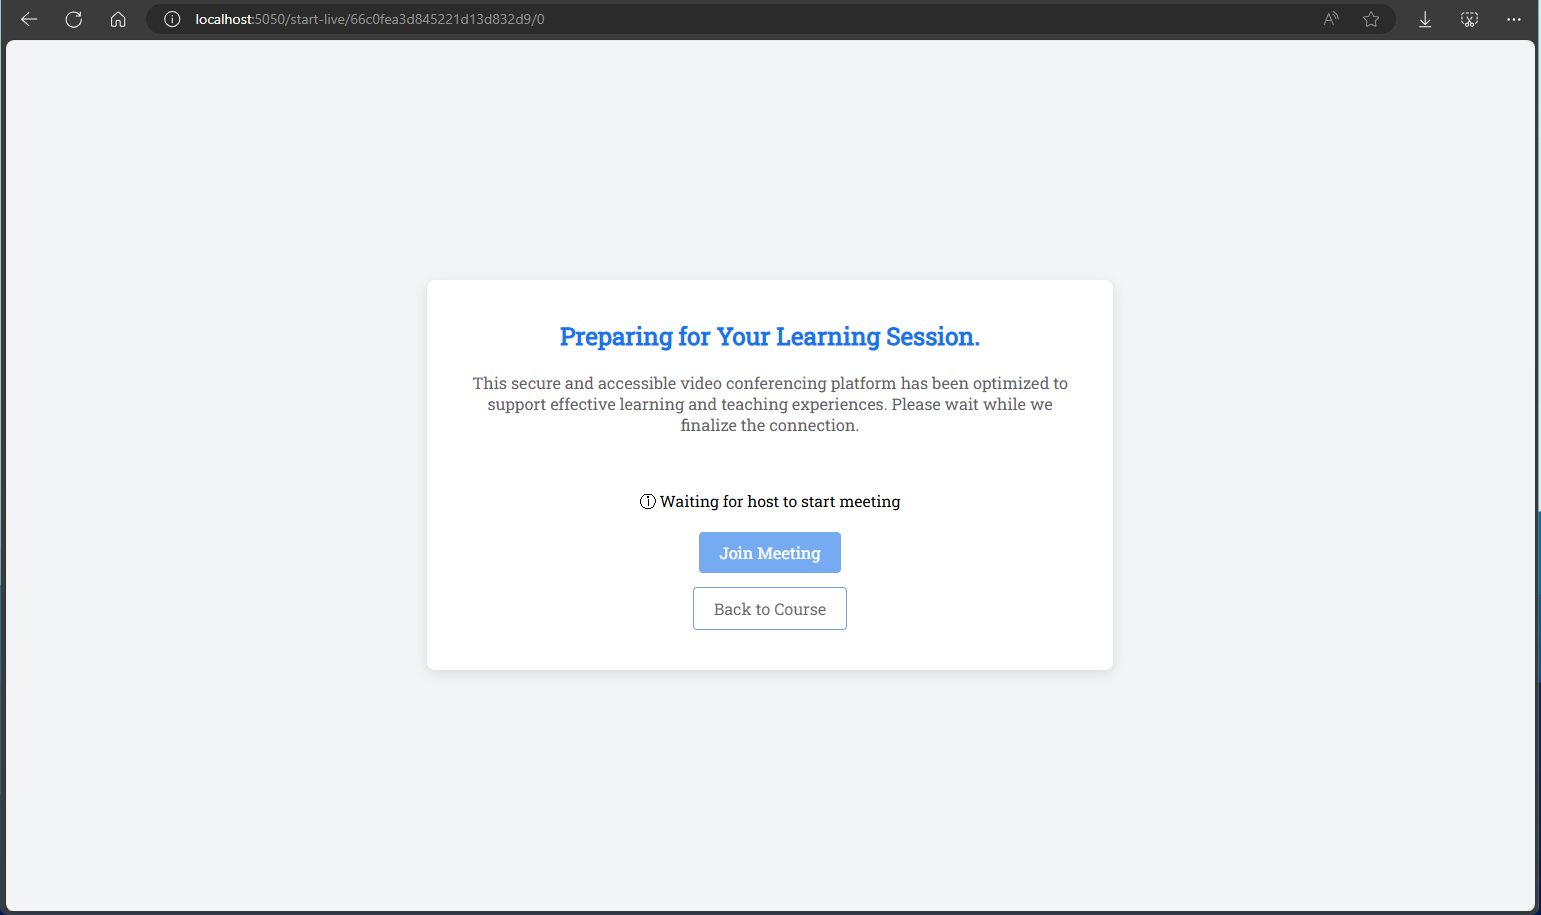 localhost:5050/start-live/66c0fea3d845221d13d832d9/0
Preparing for Your Learning Session.
This secure and accessible video conferencing platform has been optimized to
support effective learning and teaching experiences. Please wait while we
finalize the connection.
Waiting for host to start meeting
Join Meeting
Back to Course